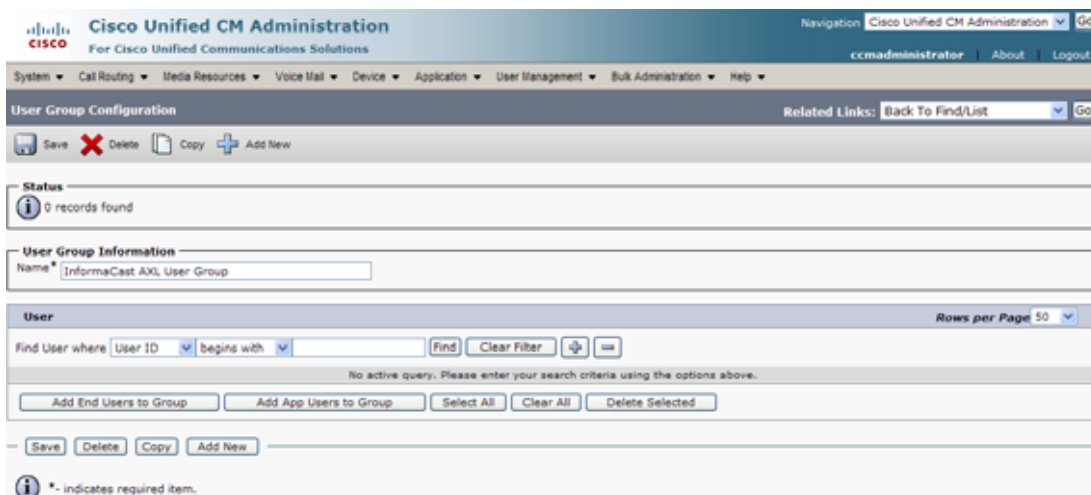 Cisco Unified CM Administration
For Cisco Unified Communications Solutions
cisco
Navigation Cisco Unified CM Administration Go
ccmadministrator | About | Logout
System Call Routing Media Resources Voice Mail Device Application User Management Bulk Administration Help
User Group Configuration
Related Links: Back To Find/List Go
Save Delete Copy Add New
Status
0 records found
User Group Information
Name* InformaCast AXL User Group
User
Rows per Page 50
Find User where User ID begins with Find Clear Filter
No active query. Please enter your search criteria using the options above.
Add End Users to Group Add App Users to Group Select All Clear All Delete Selected
Save Delete Copy Add New
*- indicates required item.